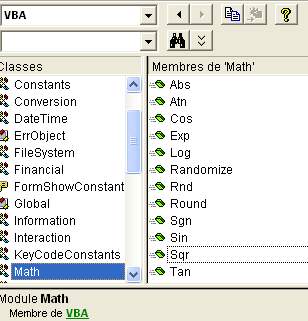 VBA
Classes
Constants
Conversion
DateTime
ErrObject
FileSystem
Financial
FormShowConstant
Global
Information
Interaction
KeyCodeConstants
Math
Membres de 'Math'
Abs
Atn
Cos
Exp
Log
Randomize
Rnd
Round
Sgn
Sin
Sqr
Tan
Module Math
Membre de VBA